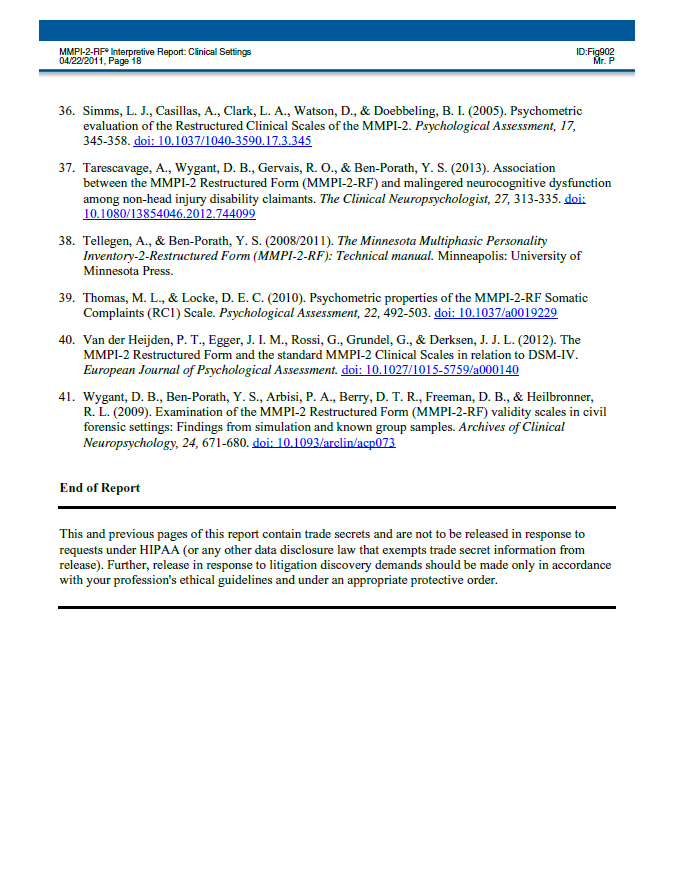 MMPI-2-RF® Interpretive Report: Clinical Settings ID:Fig902
04/22/2011, Page 18 Mr. P
36. Simms, L. J., Casillas, A., Clark, L. A., Watson, D., & Doebbeling, B. I. (2005). Psychometric
evaluation of the Restructured Clinical Scales of the MMPI-2. Psychological Assessment, 17,
345-358. doi: 10.1037/1040-3590.17.3.345
37. Tarescavage, A., Wygant, D. B., Gervais, R. O., & Ben-Porath, Y. S. (2013). Association
between the MMPI-2 Restructured Form (MMPI-2-RF) and malingered neurocognitive dysfunction
among non-head injury disability claimants. The Clinical Neuropsychologist, 27, 313-335. doi:
10.1080/13854046.2012.744099
38. Tellegen, A., & Ben-Porath, Y. S. (2008/2011). The Minnesota Multiphasic Personality
Inventory-2-Restructured Form (MMPI-2-RF): Technical manual. Minneapolis: University of
Minnesota Press.
39. Thomas, M. L., & Locke, D. E. C. (2010). Psychometric properties of the MMPI-2-RF Somatic
Complaints (RC1) Scale. Psychological Assessment, 22, 492-503. doi: 10.1037/a0019229
40. Van der Heijden, P. T., Egger, J. I. M., Rossi, G., Grundel, G., & Derksen, J. J. L. (2012). The
MMPI-2 Restructured Form and the standard MMPI-2 Clinical Scales in relation to DSM-IV.
European Journal of Psychological Assessment. doi: 10.1027/1015-5759/a000140
41. Wygant, D. B., Ben-Porath, Y. S., Arbisi, P. A., Berry, D. T. R., Freeman, D. B., & Heilbronner,
R. L. (2009). Examination of the MMPI-2 Restructured Form (MMPI-2-RF) validity scales in civil
forensic settings: Findings from simulation and known group samples. Archives of Clinical
Neuropsychology, 24, 671-680. doi: 10.1093/arclin/acp073
End of Report
This and previous pages of this report contain trade secrets and are not to be released in response to
requests under HIPAA (or any other data disclosure law that exempts trade secret information from
release). Further, release in response to litigation discovery demands should be made only in accordance
with your profession's ethical guidelines and under an appropriate protective order.